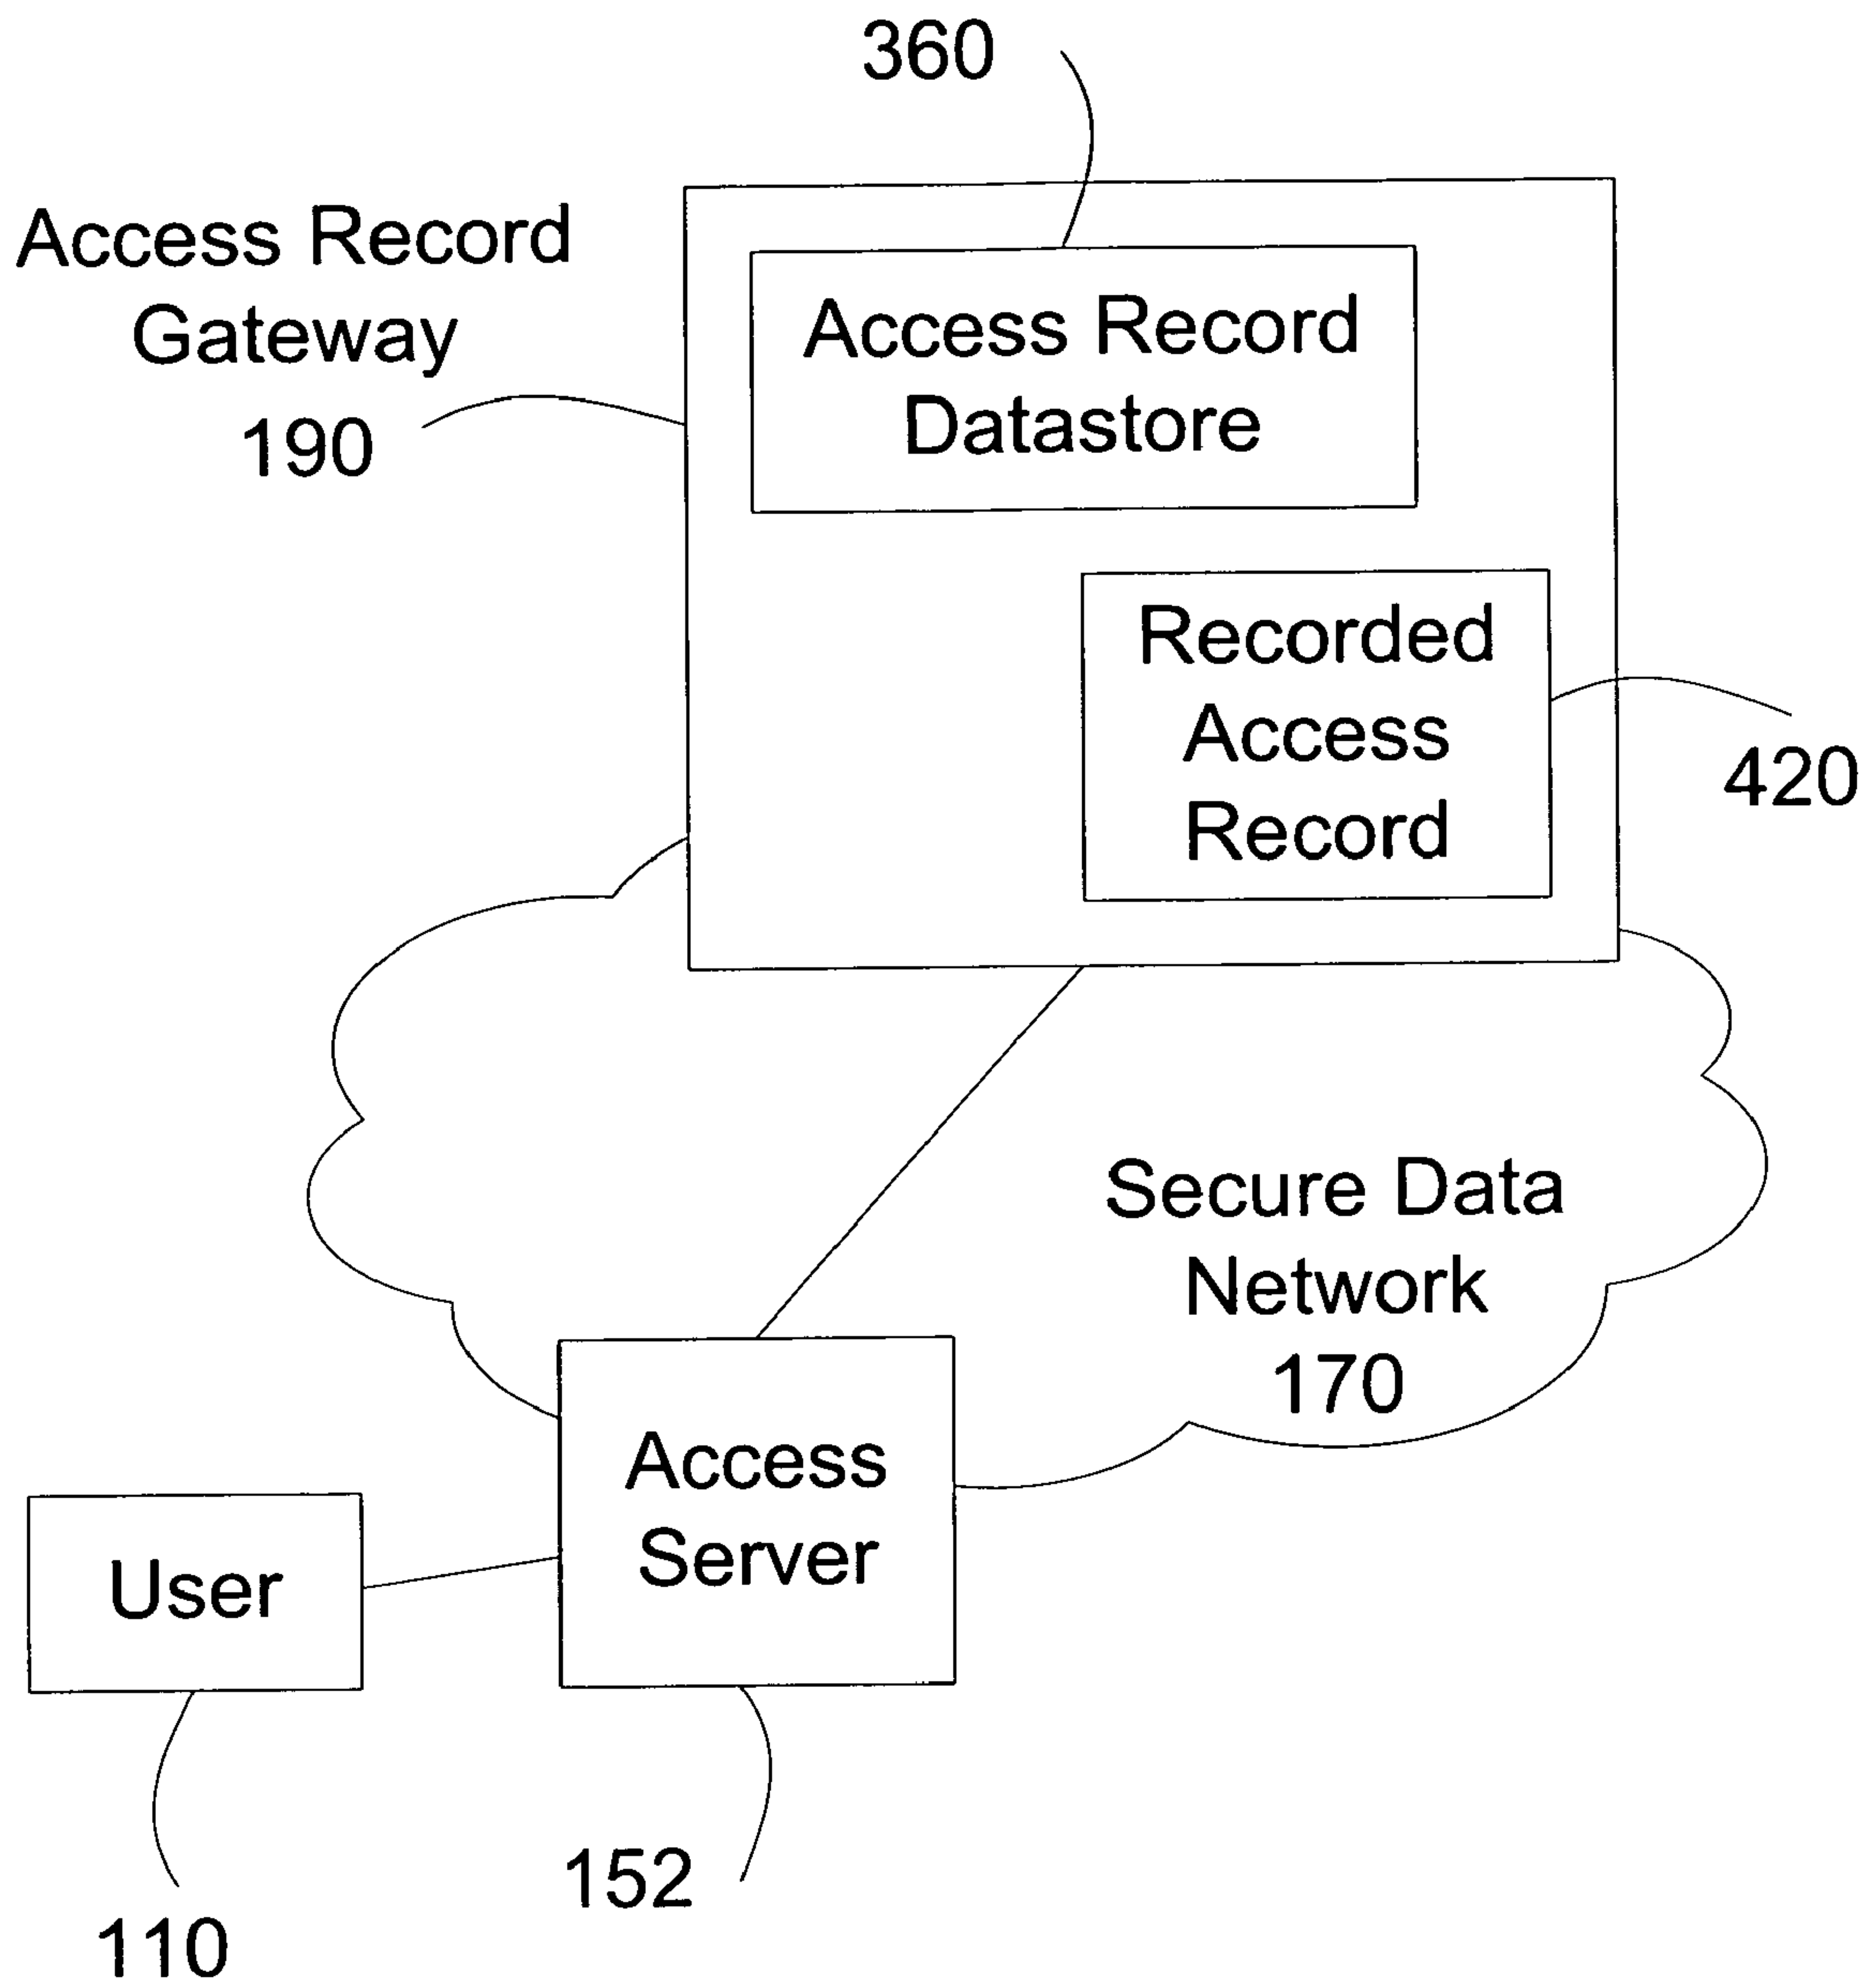 360
Access Record
Gateway
190
Access Record
Datastore
Recorded
Access
Record
420
Secure Data
Network
170
Access
Server
User
152
110